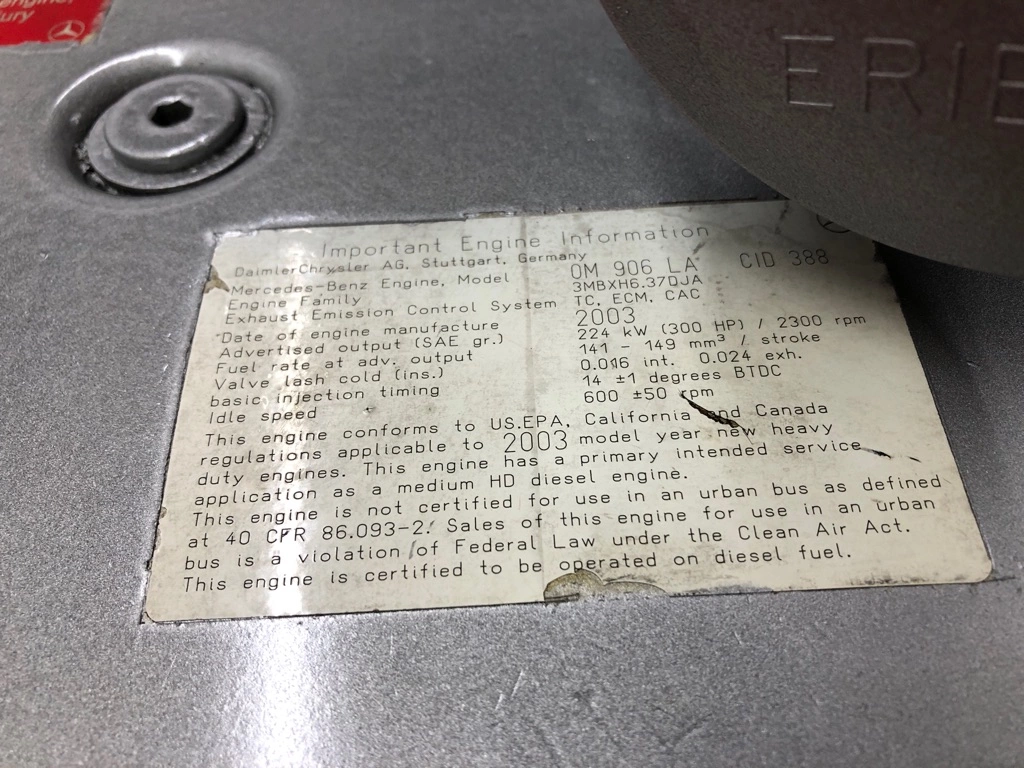 ury
ERIE
Important Engine Information
DaimlerChrysler AG, Stuttgart, Germany
Mercedes-Benz Engine, Model OM 906 LA CID 388
Engine Family 3MBXH6.37DJA
Exhaust Emission Control System TC, ECM, CAC
Date of engine manufacture 2003
Advertised output (SAE gr.) 224 kW (300 HP) / 2300 rpm
Fuel rate at adv. output 141 - 149 mm³ / stroke
Valve lash cold (ins.) 0.016 int. 0.024 exh.
basic injection timing 14 ±1 degrees BTDC
Idle speed 600 ±50 rpm
This engine conforms to US.EPA, California and Canada
regulations applicable to 2003 model year new heavy
duty engines. This engine has a primary intended service
application as a medium HD diesel engine.
This engine is not certified for use in an urban bus as defined
at 40 CFR 86.093-2. Sales of this engine for use in an urban
bus is a violation of Federal Law under the Clean Air Act.
This engine is certified to be operated on diesel fuel.